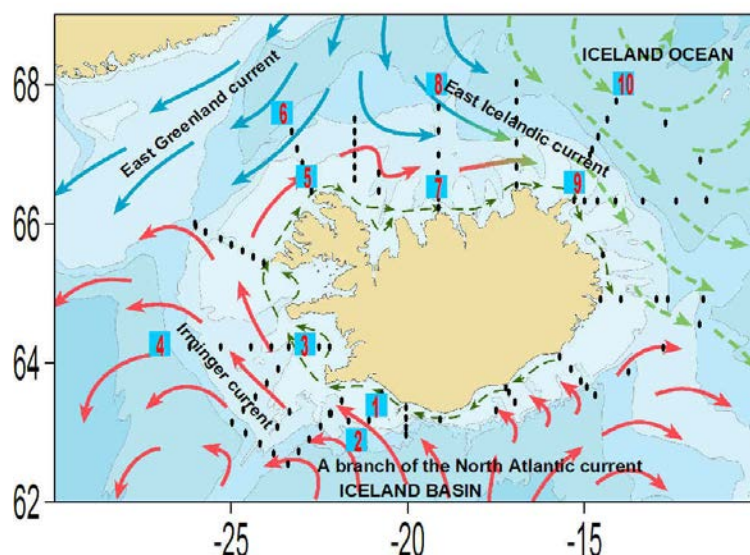 68
66
64
62
-25
-20
-15
ICELAND OCEAN
10
8
East Icelandic current
East Greenland current
6
5
7
9
4
3
Irminger current
1
2
A branch of the North Atlantic current
ICELAND BASIN